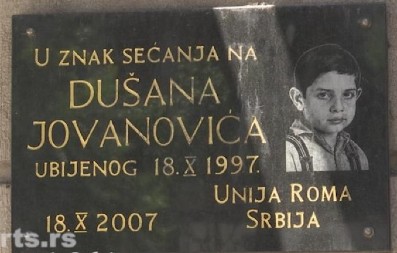 U ZNAK SEĆANJA NA
DUŠANA
JOVANOVIĆA
UBIJENOG 18.X 1997.
UNIJA ROMA
18.X 2007 SRBIJA
rts.rs